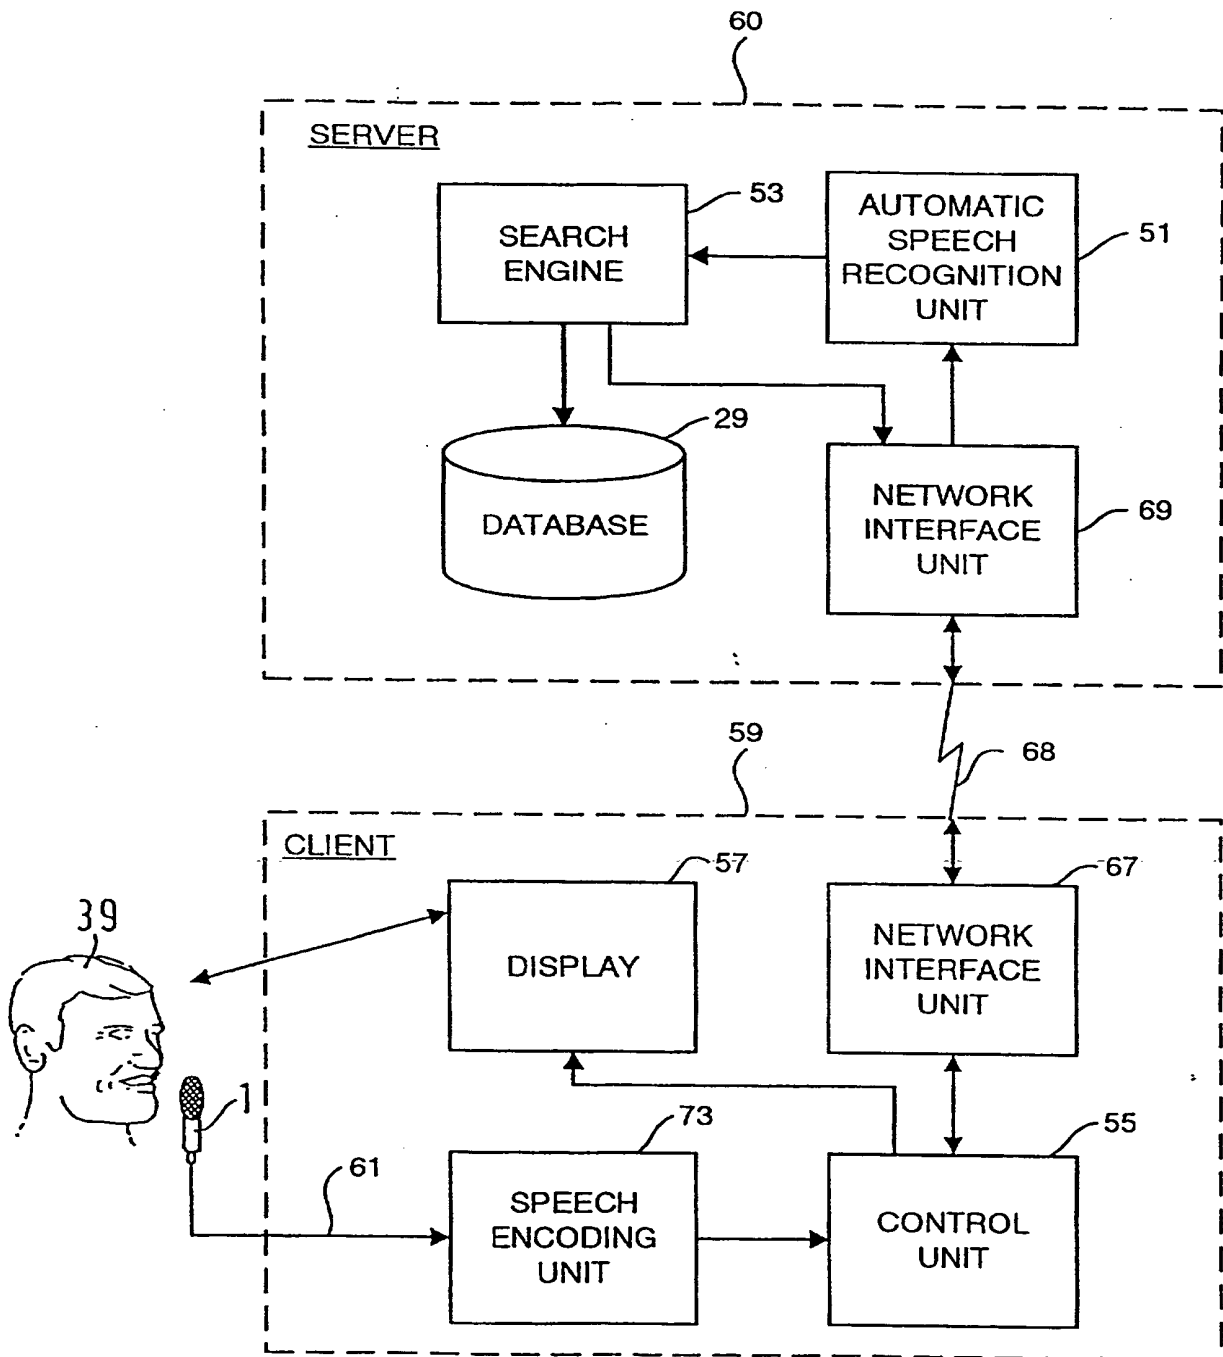 60
SERVER
SEARCH
ENGINE
53
AUTOMATIC
SPEECH
RECOGNITION
UNIT
51
DATABASE
29
NETWORK
INTERFACE
UNIT
69
68
59
CLIENT
57
DISPLAY
67
NETWORK
INTERFACE
UNIT
39
1
61
73
SPEECH
ENCODING
UNIT
55
CONTROL
UNIT